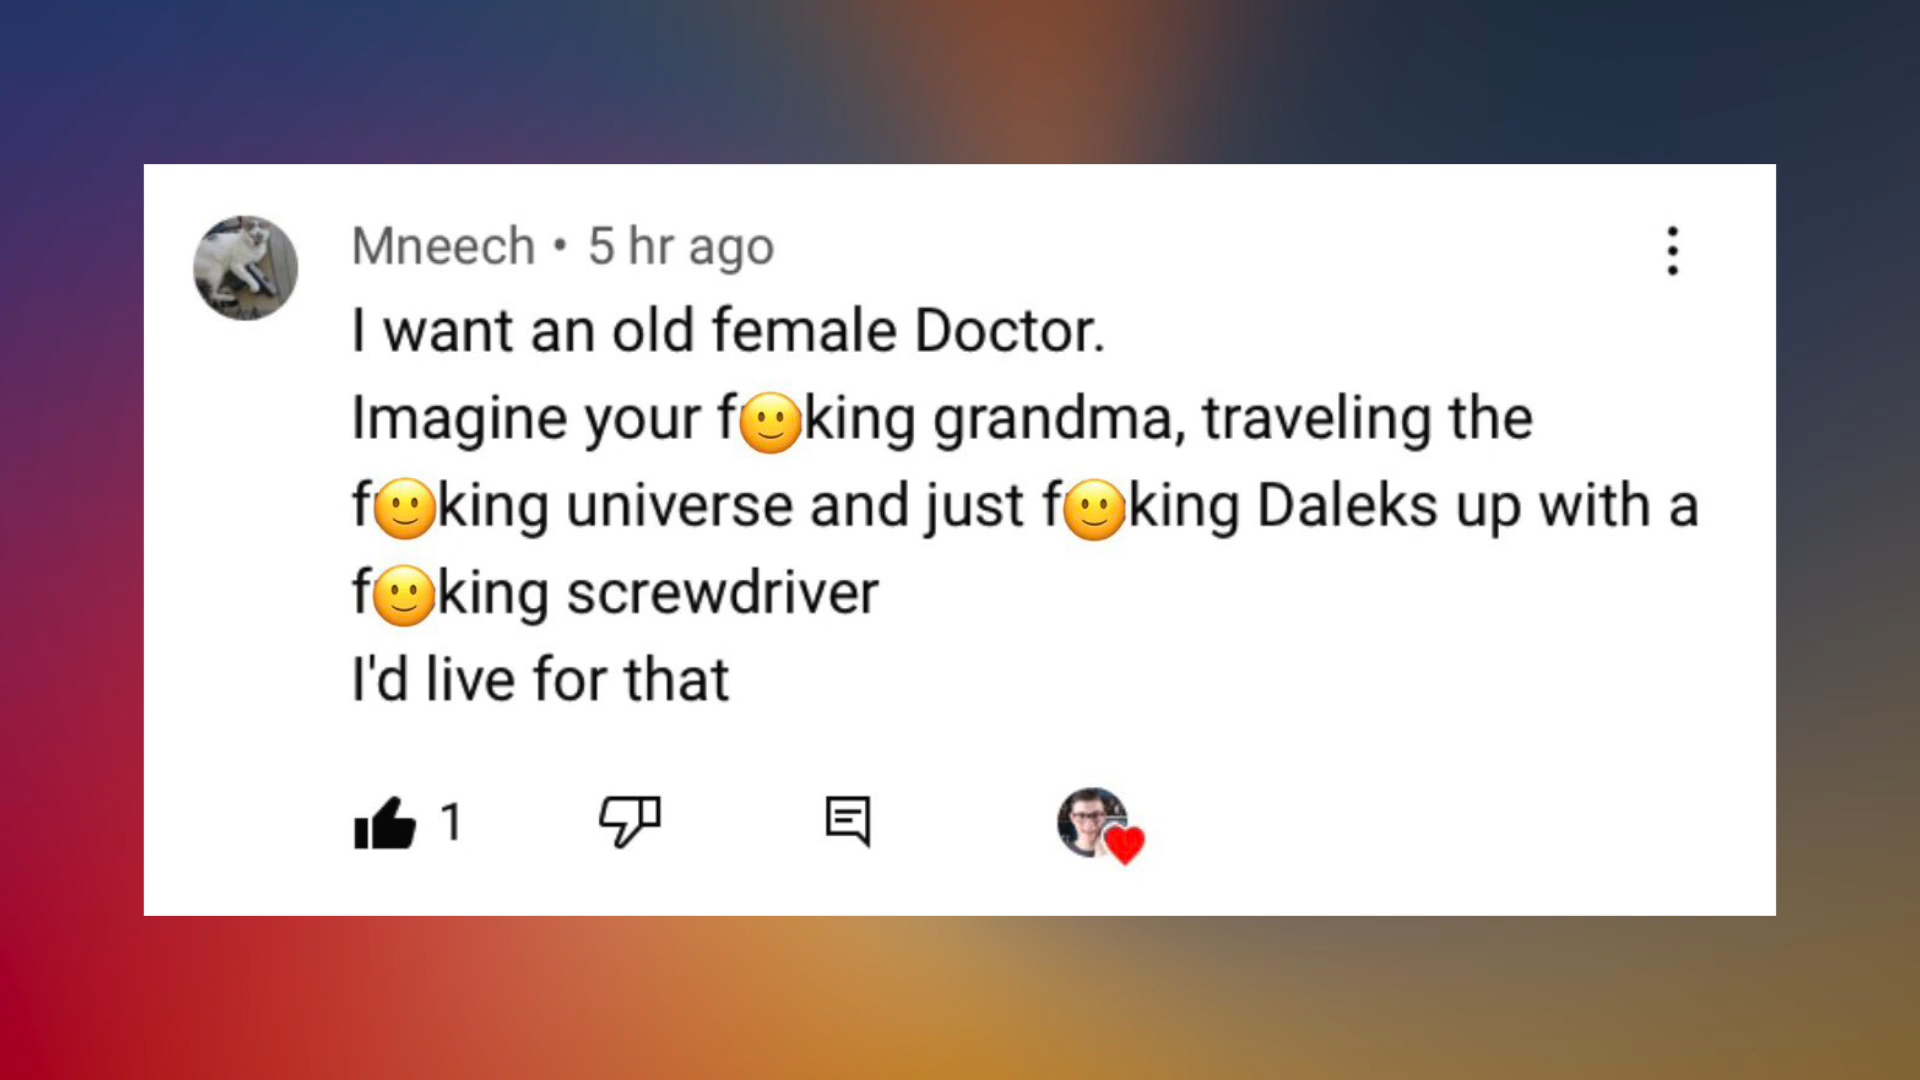 Mneech • 5 hr ago
I want an old female Doctor.
Imagine your f🙂king grandma, traveling the
f🙂king universe and just f🙂king Daleks up with a
f🙂king screwdriver
I'd live for that
1